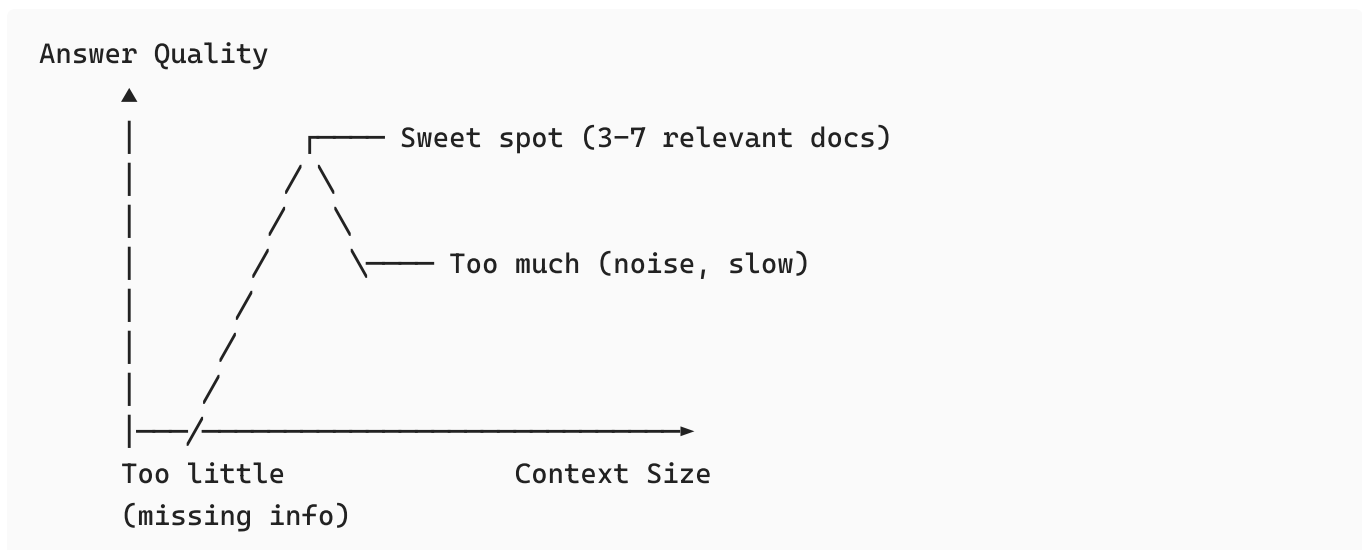 Answer Quality
Sweet spot (3-7 relevant docs)
Too much (noise, slow)
Too little
Context Size
(missing info)